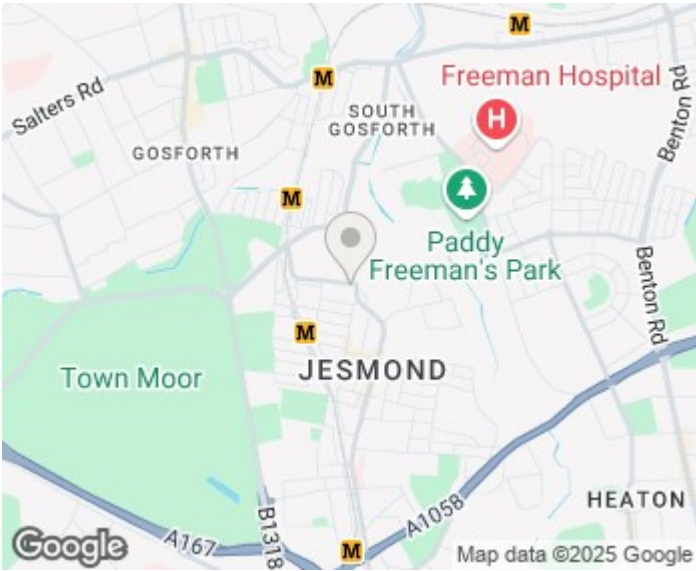 M
Freeman Hospital
M
Salters Rd
H
SOUTH
GOSFORTH
Benton Rd
GOSFORTH
M
Paddy
Freeman's Park
Benton Rd
M
JESMOND
Town Moor
HEATON
A1058
B1318
A167
M
Google
Map data ©2025 Google